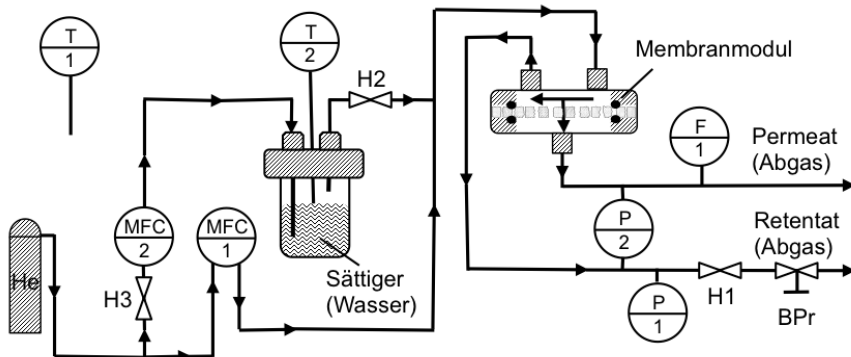 T
1
T
2
H2
Membranmodul
F
1
Permeat
(Abgas)
MFC
2
MFC
1
P
2
Retentat
(Abgas)
He
H3
Sättiger
(Wasser)
P
1
H1
BPr